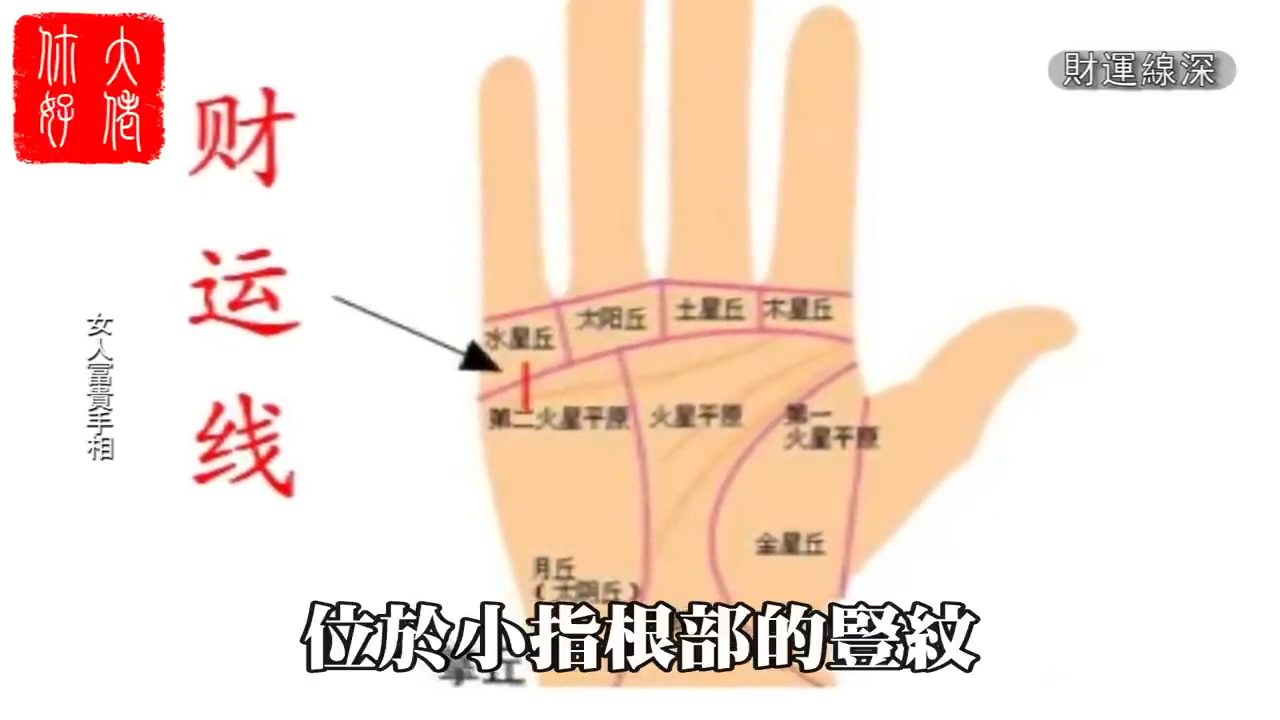 大佬
你好
財運線深
财运线
女人富貴手相
水星丘
太阳丘
土星丘
木星丘
第二火星平原
火星平原
第一
火星平原
金星丘
月丘
(太阴丘)
位於小指根部的豎紋